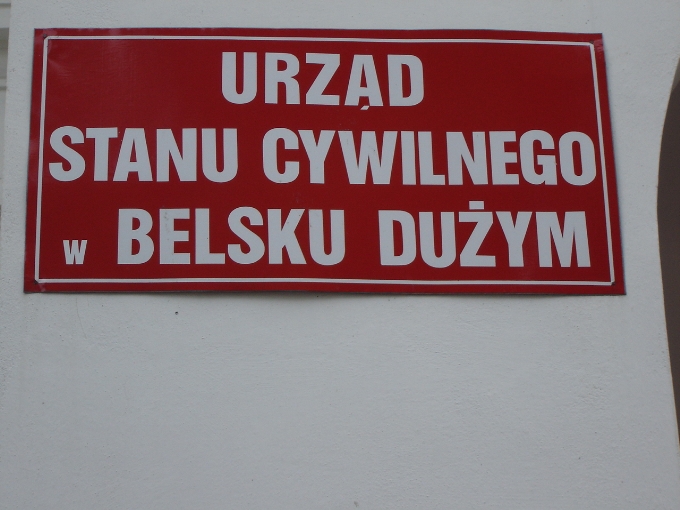 URZĄD
STANU CYWILNEGO
w BELSKU DUŻYM